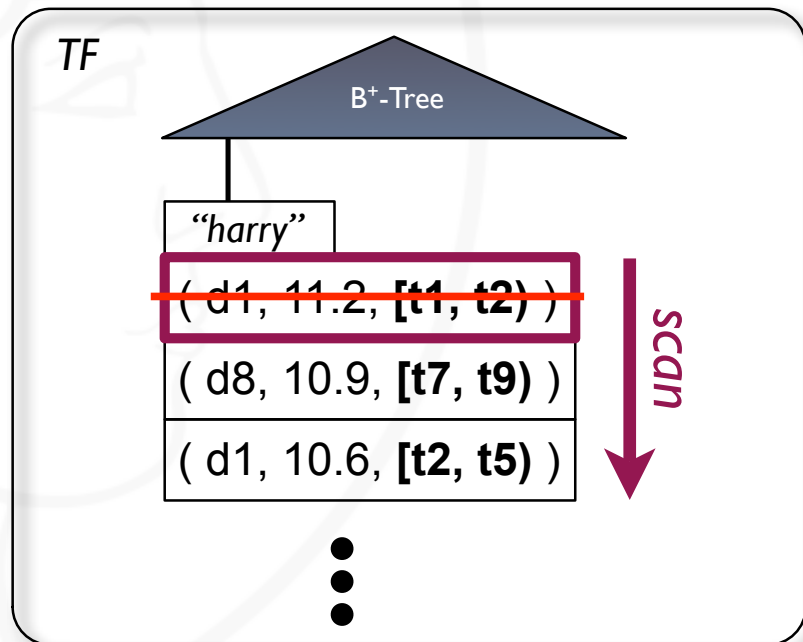 TF
B⁺-Tree
“harry”
( d1, 11.2, [t1, t2) )
( d8, 10.9, [t7, t9) )
( d1, 10.6, [t2, t5) )
scan